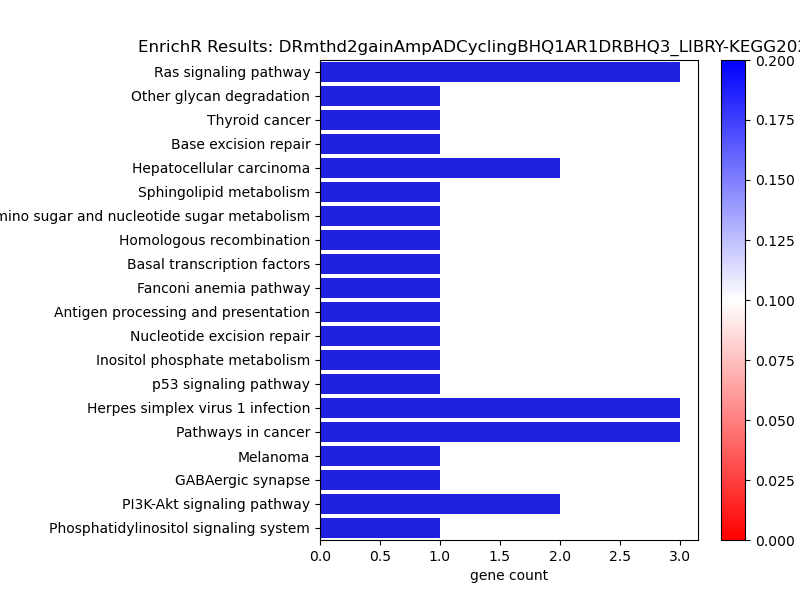 EnrichR Results: DRmthd2gainAmpADCyclingBHQ1AR1DRBHQ3_LIBRY-KEGG202
Ras signaling pathway
Other glycan degradation
Thyroid cancer
Base excision repair
Hepatocellular carcinoma
Sphingolipid metabolism
mino sugar and nucleotide sugar metabolism
Homologous recombination
Basal transcription factors
Fanconi anemia pathway
Antigen processing and presentation
Nucleotide excision repair
Inositol phosphate metabolism
p53 signaling pathway
Herpes simplex virus 1 infection
Pathways in cancer
Melanoma
GABAergic synapse
PI3K-Akt signaling pathway
Phosphatidylinositol signaling system
0.0 0.5 1.0 1.5 2.0 2.5 3.0
gene count
0.200
0.175
0.150
0.125
0.100
0.075
0.050
0.025
0.000